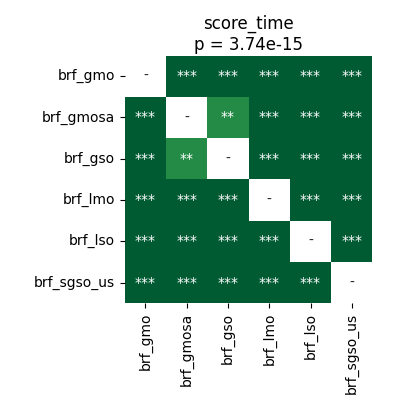 score_time
p = 3.74e-15
brf_gmo - *** *** *** *** ***
brf_gmosa *** - ** *** *** ***
brf_gso *** ** - *** *** ***
brf_lmo *** *** *** - *** ***
brf_lso *** *** *** *** - ***
brf_sgso_us *** *** *** *** *** -
brf_gmo
brf_gmosa
brf_gso
brf_lmo
brf_lso
brf_sgso_us